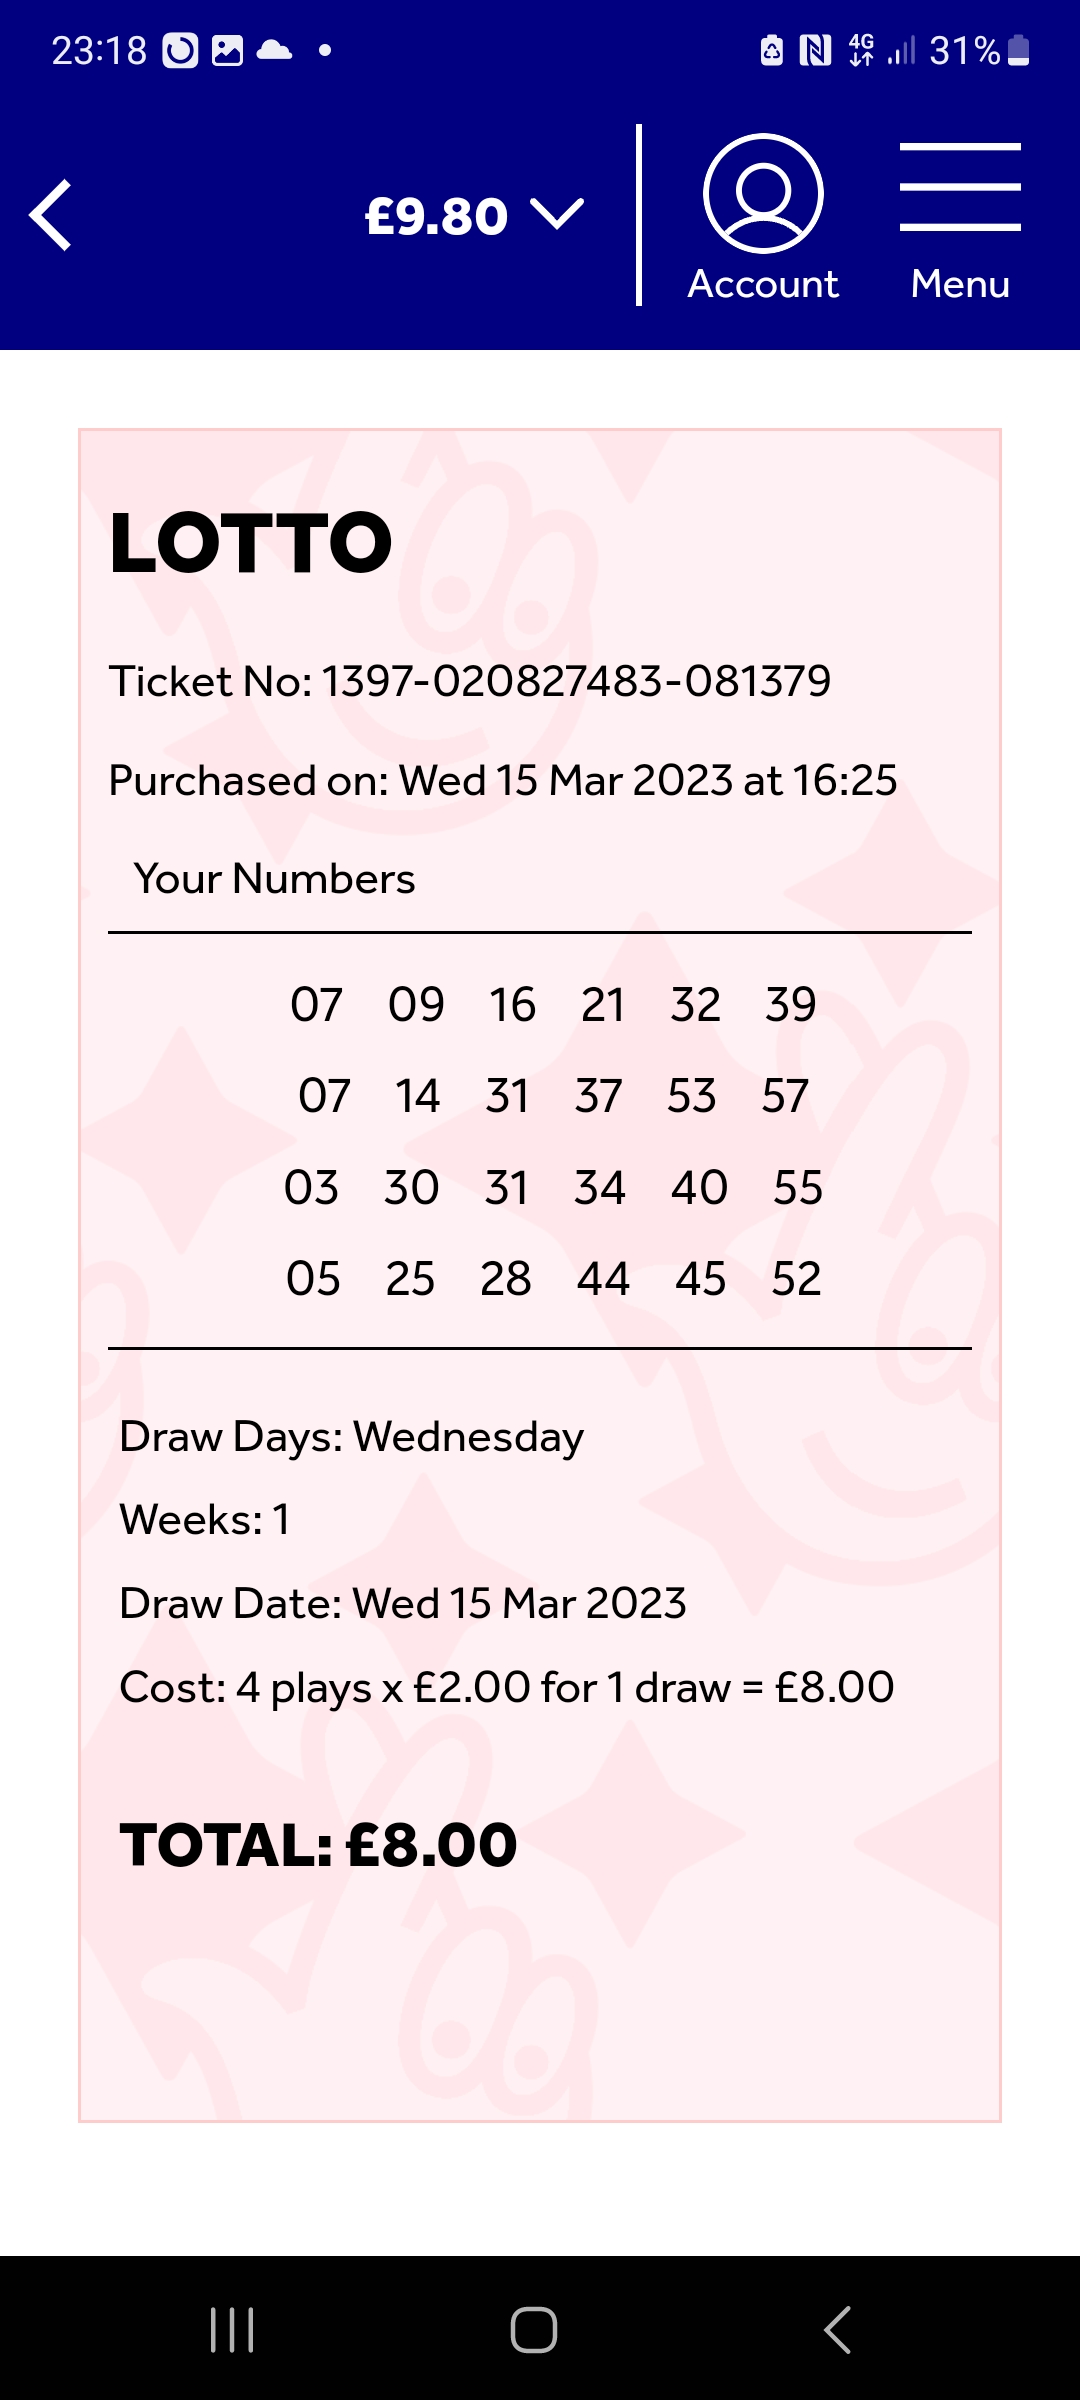 23:18
4G
31%
£9.80
Account
Menu
LOTTO
Ticket No: 1397-020827483-081379
Purchased on: Wed 15 Mar 2023 at 16:25
Your Numbers
07 09 16 21 32 39
07 14 31 37 53 57
03 30 31 34 40 55
05 25 28 44 45 52
Draw Days: Wednesday
Weeks: 1
Draw Date: Wed 15 Mar 2023
Cost: 4 plays x £2.00 for 1 draw = £8.00
TOTAL: £8.00